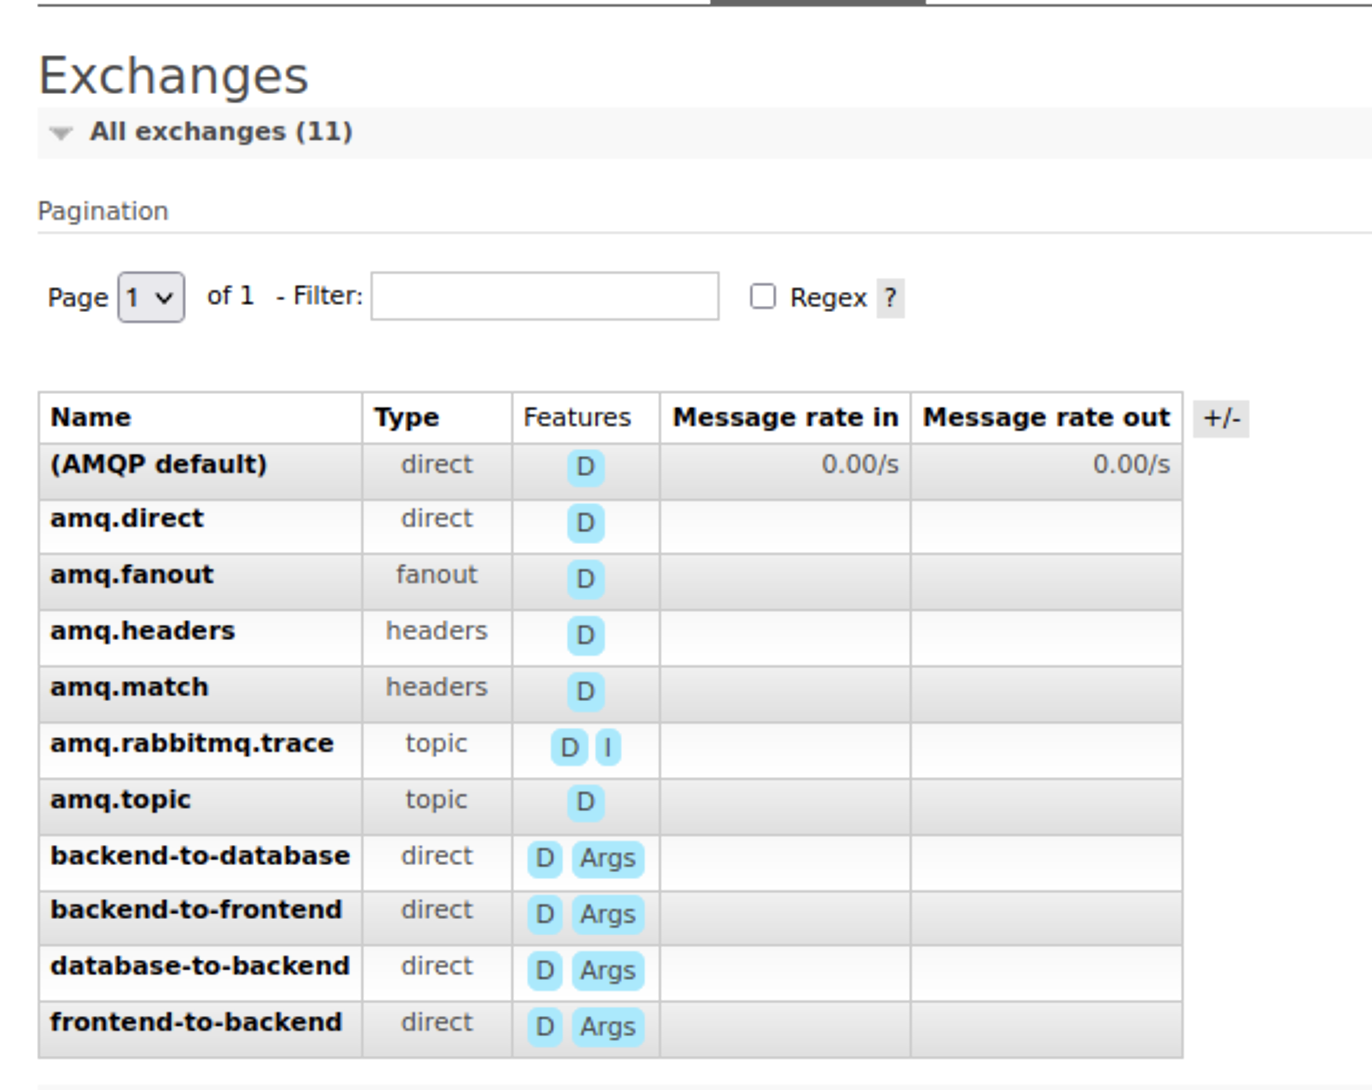 Exchanges
All exchanges (11)
Pagination
Page 1 of 1 - Filter: Regex ?
Name Type Features Message rate in Message rate out +/-
(AMQP default) direct D 0.00/s 0.00/s
amq.direct direct D
amq.fanout fanout D
amq.headers headers D
amq.match headers D
amq.rabbitmq.trace topic D I
amq.topic topic D
backend-to-database direct D Args
backend-to-frontend direct D Args
database-to-backend direct D Args
frontend-to-backend direct D Args